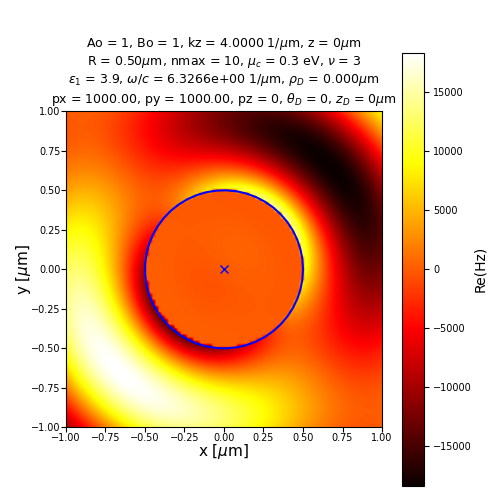 Ao = 1, Bo = 1, kz = 4.0000 1/μm, z = 0μm
R = 0.50μm, nmax = 10, μ_c = 0.3 eV, ν = 3
ε₁ = 3.9, ω/c = 6.3266e+00 1/μm, ρ_D = 0.000μm
px = 1000.00, py = 1000.00, pz = 0, θ_D = 0, z_D = 0μm
1.00
0.75
0.50
0.25
0.00
−0.25
−0.50
−0.75
−1.00
y [μm]
−1.00 −0.75 −0.50 −0.25 0.00 0.25 0.50 0.75 1.00
x [μm]
15000
10000
5000
0
−5000
−10000
−15000
Re(Hz)